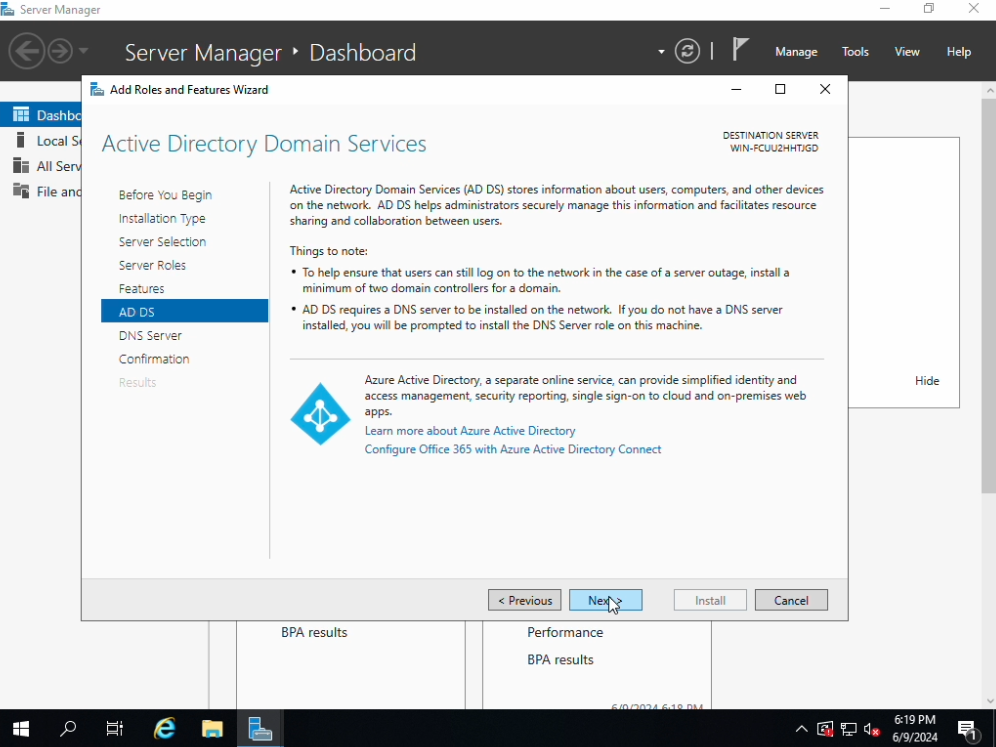 Server Manager
Server Manager ‣ Dashboard
Manage
Tools
View
Help
Add Roles and Features Wizard
Active Directory Domain Services
DESTINATION SERVER
WIN-FCUU2HHTJGD
Before You Begin
Installation Type
Server Selection
Server Roles
Features
AD DS
DNS Server
Confirmation
Results
Active Directory Domain Services (AD DS) stores information about users, computers, and other devices
on the network. AD DS helps administrators securely manage this information and facilitates resource
sharing and collaboration between users.
Things to note:
• To help ensure that users can still log on to the network in the case of a server outage, install a
minimum of two domain controllers for a domain.
• AD DS requires a DNS server to be installed on the network. If you do not have a DNS server
installed, you will be prompted to install the DNS Server role on this machine.
Azure Active Directory, a separate online service, can provide simplified identity and
access management, security reporting, single sign-on to cloud and on-premises web
apps.
Learn more about Azure Active Directory
Configure Office 365 with Azure Active Directory Connect
< Previous
Next >
Install
Cancel
Dashbo
Local Se
All Serv
File and
Hide
BPA results
Performance
BPA results
6/9/2024 6:18 PM
6:19 PM
6/9/2024
1